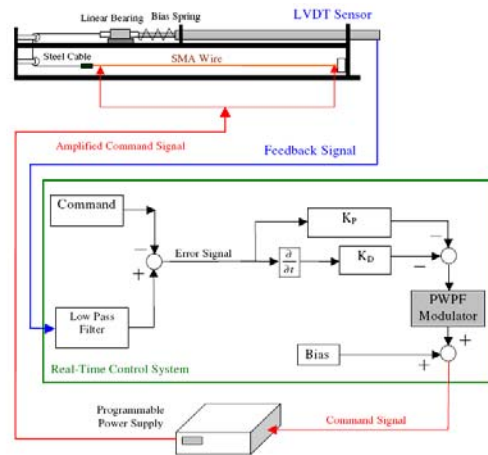 Linear Bearing
Bias Spring
LVDT Sensor
Steel Cable
SMA Wire
Amplified Command Signal
Feedback Signal
Command
K_P
−
−
Error Signal
+
∂/∂t
K_D
−
PWPF
Modulator
Low Pass
Filter
+
Bias
+
Real-Time Control System
Programmable
Power Supply
Command Signal